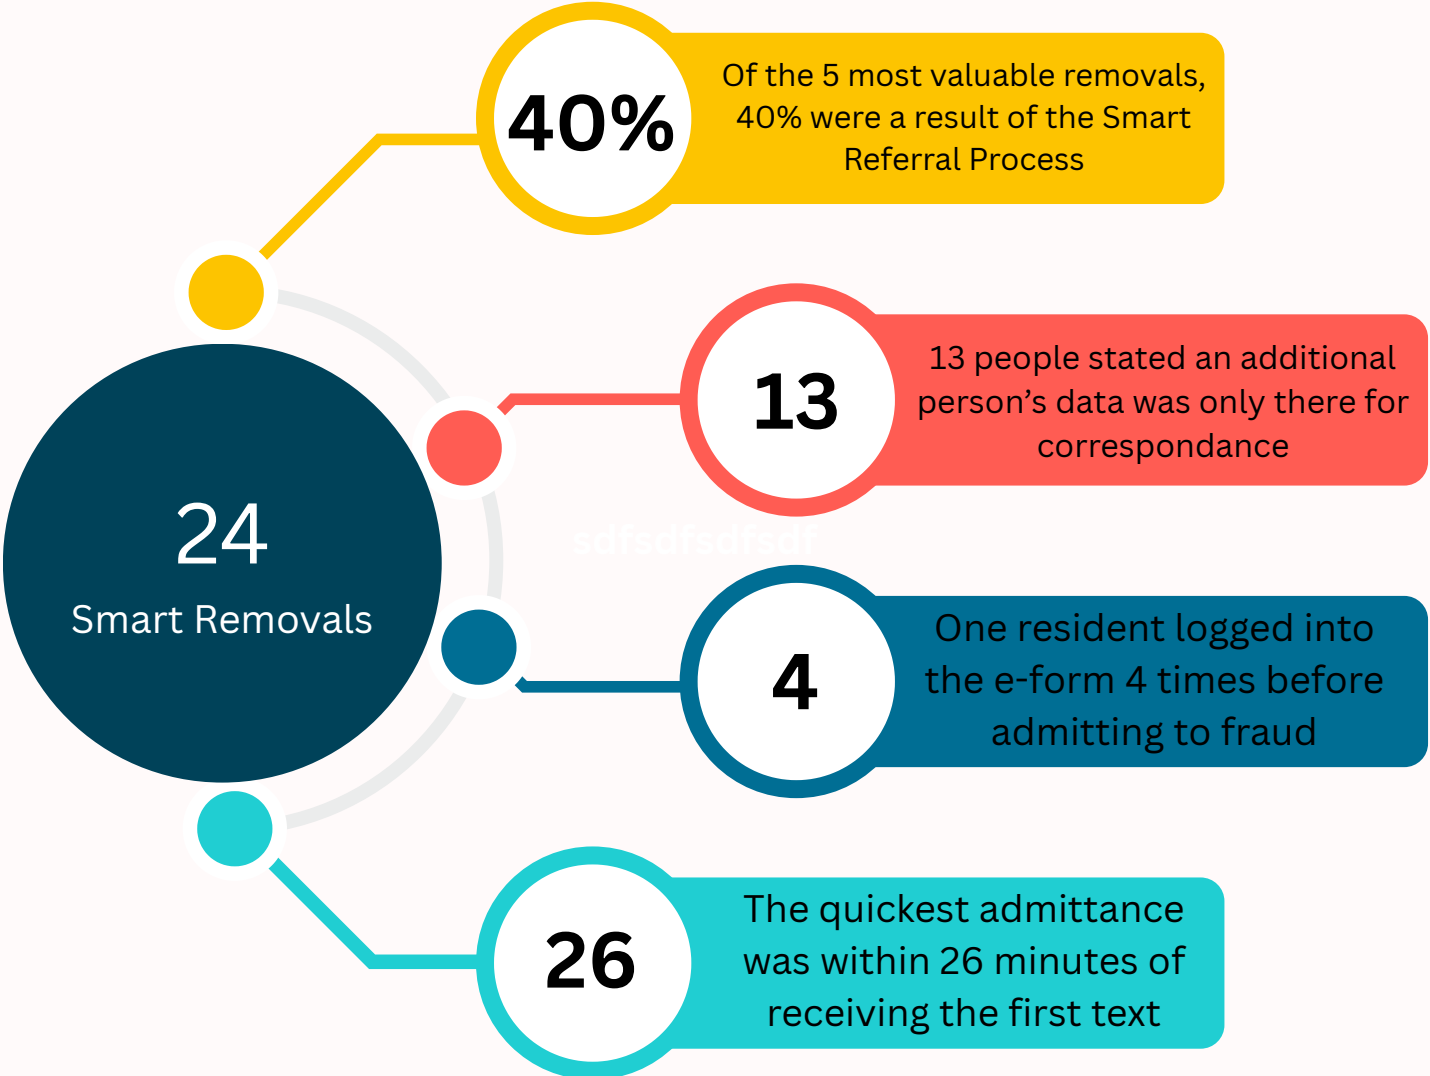 40%
Of the 5 most valuable removals,
40% were a result of the Smart
Referral Process
13
13 people stated an additional
person’s data was only there for
correspondance
24
Smart Removals
sdfsdfsdfsdf
4
One resident logged into
the e-form 4 times before
admitting to fraud
26
The quickest admittance
was within 26 minutes of
receiving the first text